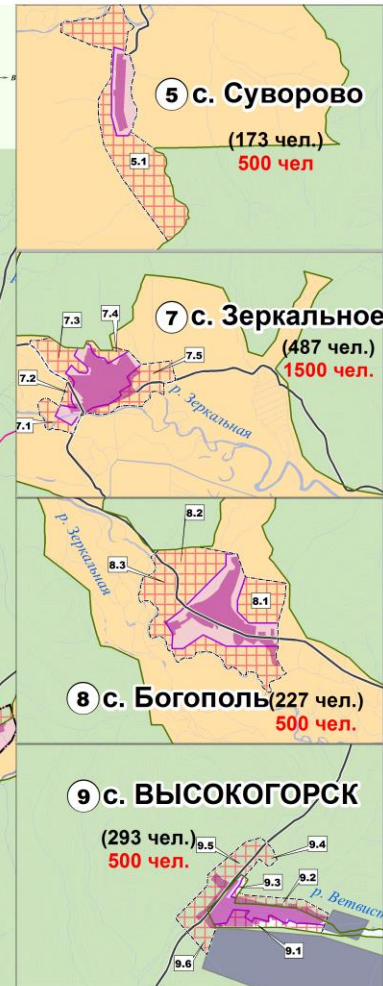 5 с. Суворово
(173 чел.)
500 чел
5.1
7 с. Зеркальное
(487 чел.)
1500 чел.
7.3
7.4
7.5
7.2
7.1
р. Зеркальная
8.2
р. Зеркальная
8.3
8.1
8 с. Богополь (227 чел.)
500 чел.
9 с. ВЫСОКОГОРСК
(293 чел.)
500 чел.
9.5
9.4
9.3
9.2
р. Ветвист
9.1
9.6